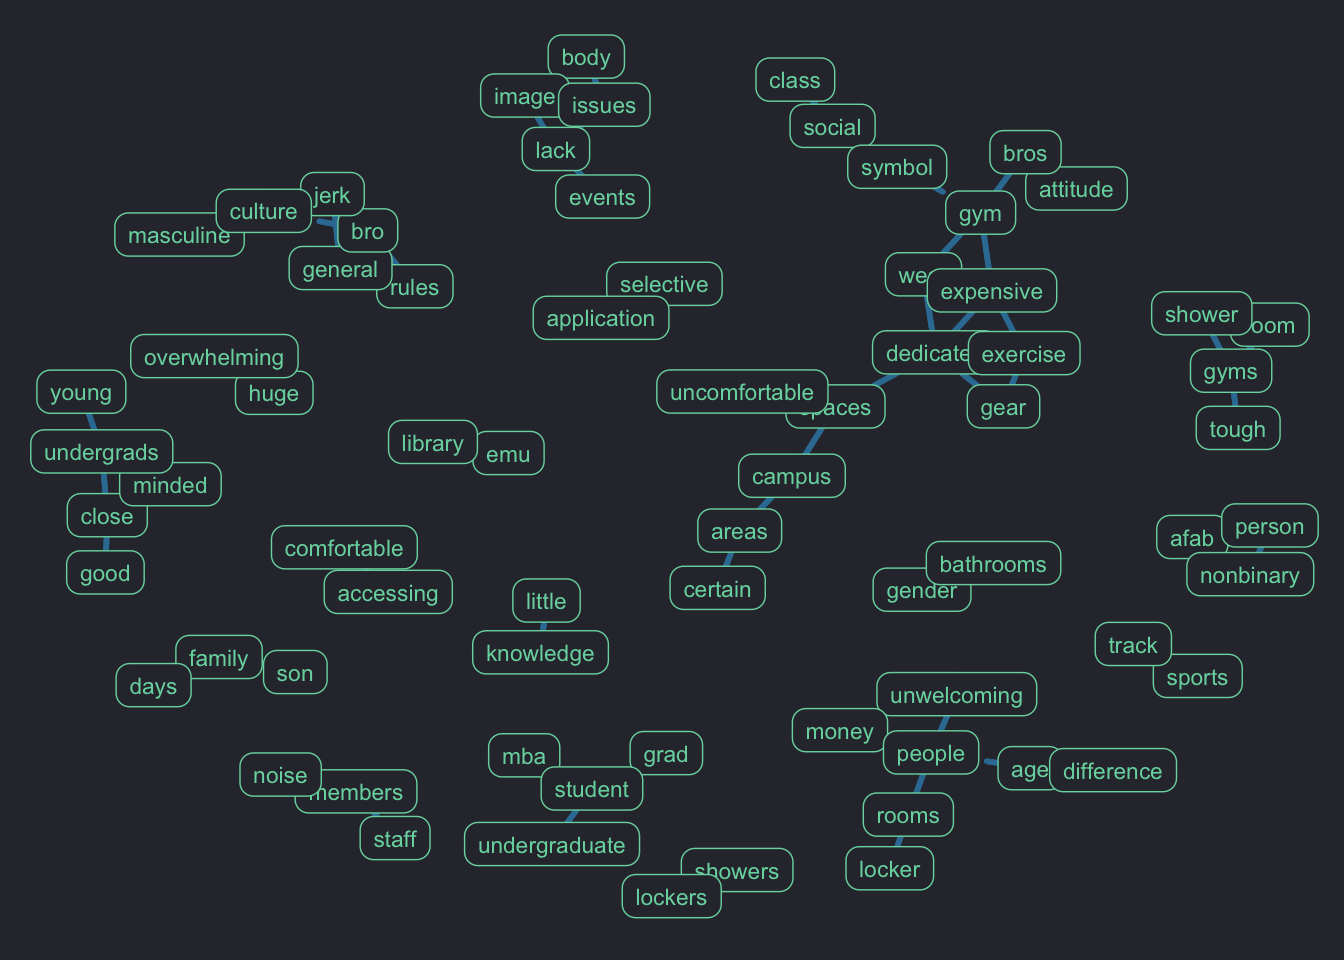 body
image
issues
lack
events
class
social
symbol
bros
attitude
gym
expensive
dedicate
exercise
gear
uncomfortable
campus
areas
certain
jerk
culture
masculine
bro
general
rules
selective
application
shower
gyms
tough
overwhelming
huge
young
undergrads
minded
close
good
library
emu
comfortable
accessing
little
knowledge
afab
person
nonbinary
bathrooms
gender
family
son
days
track
sports
unwelcoming
money
people
age
difference
rooms
locker
noise
members
staff
mba
grad
student
undergraduate
showers
lockers